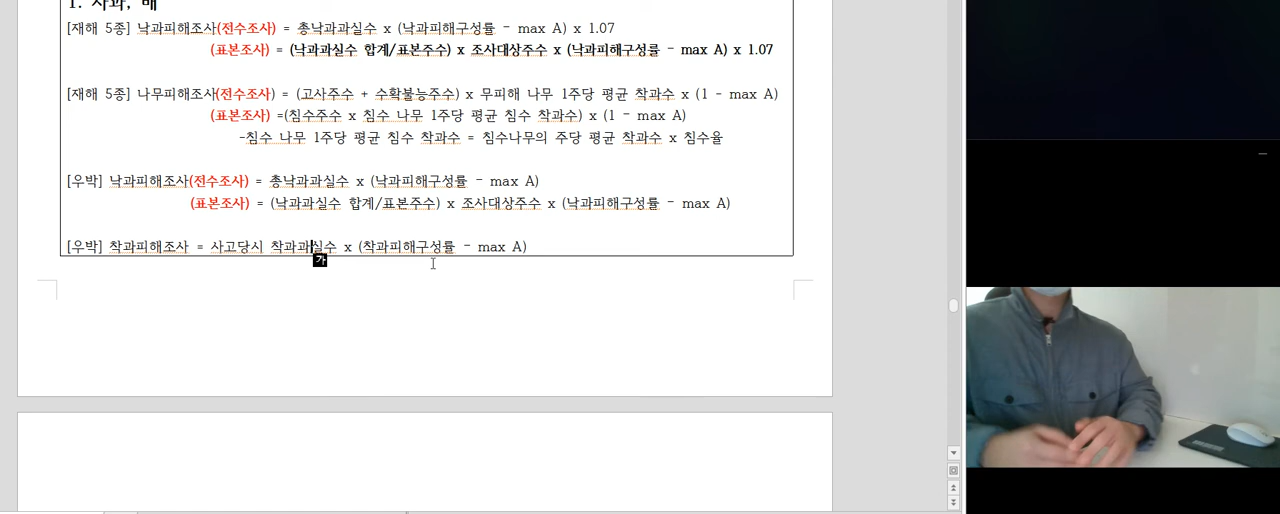 1. 사과, 배
[재해 5종] 낙과피해조사(전수조사) = 총낙과과실수 x (낙과피해구성률 - max A) x 1.07
(표본조사) = (낙과과실수 합계/표본주수) x 조사대상주수 x (낙과피해구성률 - max A) x 1.07
[재해 5종] 나무피해조사(전수조사) = (고사주수 + 수확불능주수) x 무피해 나무 1주당 평균 착과수 x (1 - max A)
(표본조사) =(침수주수 x 침수 나무 1주당 평균 침수 착과수) x (1 - max A)
-침수 나무 1주당 평균 침수 착과수 = 침수나무의 주당 평균 착과수 x 침수율
[우박] 낙과피해조사(전수조사) = 총낙과과실수 x (낙과피해구성률 - max A)
(표본조사) = (낙과과실수 합계/표본주수) x 조사대상주수 x (낙과피해구성률 - max A)
[우박] 착과피해조사 = 사고당시 착과과실수 x (착과피해구성률 - max A)
가